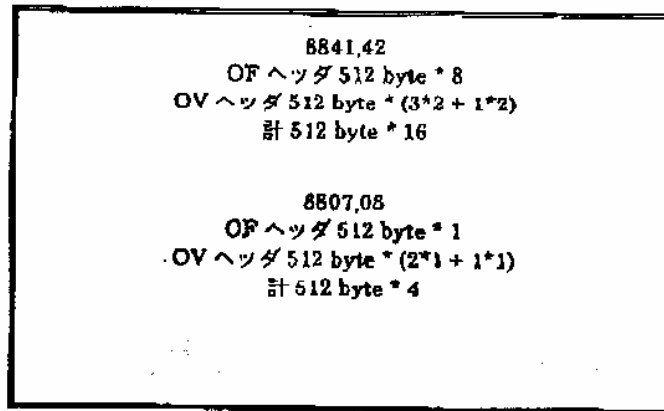 8841,42
OF ヘッダ 512 byte * 8
OV ヘッダ 512 byte * (3*2 + 1*2)
計 512 byte * 16
8807,08
OF ヘッダ 512 byte * 1
OV ヘッダ 512 byte * (2*1 + 1*1)
計 512 byte * 4